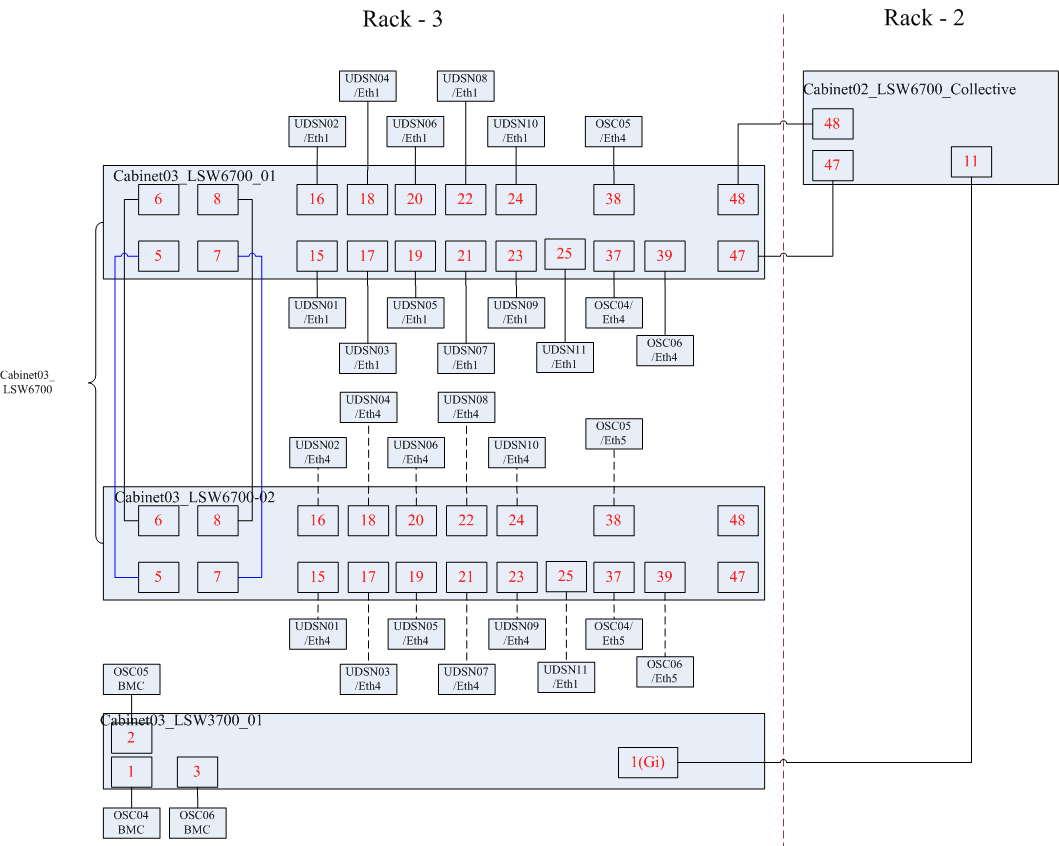 Rack - 3
Rack - 2
UDSN04
/Eth1
UDSN08
/Eth1
UDSN02
/Eth1
UDSN06
/Eth1
UDSN10
/Eth1
OSC05
/Eth4
Cabinet02_LSW6700_Collective
48
47
11
Cabinet03_LSW6700_01
6
8
16
18
20
22
24
38
48
5
7
15
17
19
21
23
25
37
39
47
UDSN01
/Eth1
UDSN05
/Eth1
UDSN09
/Eth1
OSC04/
Eth4
UDSN03
/Eth1
UDSN07
/Eth1
UDSN11
/Eth1
OSC06
/Eth4
Cabinet03_
LSW6700
UDSN04
/Eth4
UDSN08
/Eth4
UDSN02
/Eth4
UDSN06
/Eth4
UDSN10
/Eth4
OSC05
/Eth5
Cabinet03_LSW6700-02
6
8
16
18
20
22
24
38
48
5
7
15
17
19
21
23
25
37
39
47
UDSN01
/Eth4
UDSN05
/Eth4
UDSN09
/Eth4
OSC04/
Eth5
UDSN03
/Eth4
UDSN07
/Eth4
UDSN11
/Eth1
OSC06
/Eth5
OSC05
BMC
Cabinet03_LSW3700_01
2
1
3
1(Gi)
OSC04
BMC
OSC06
BMC